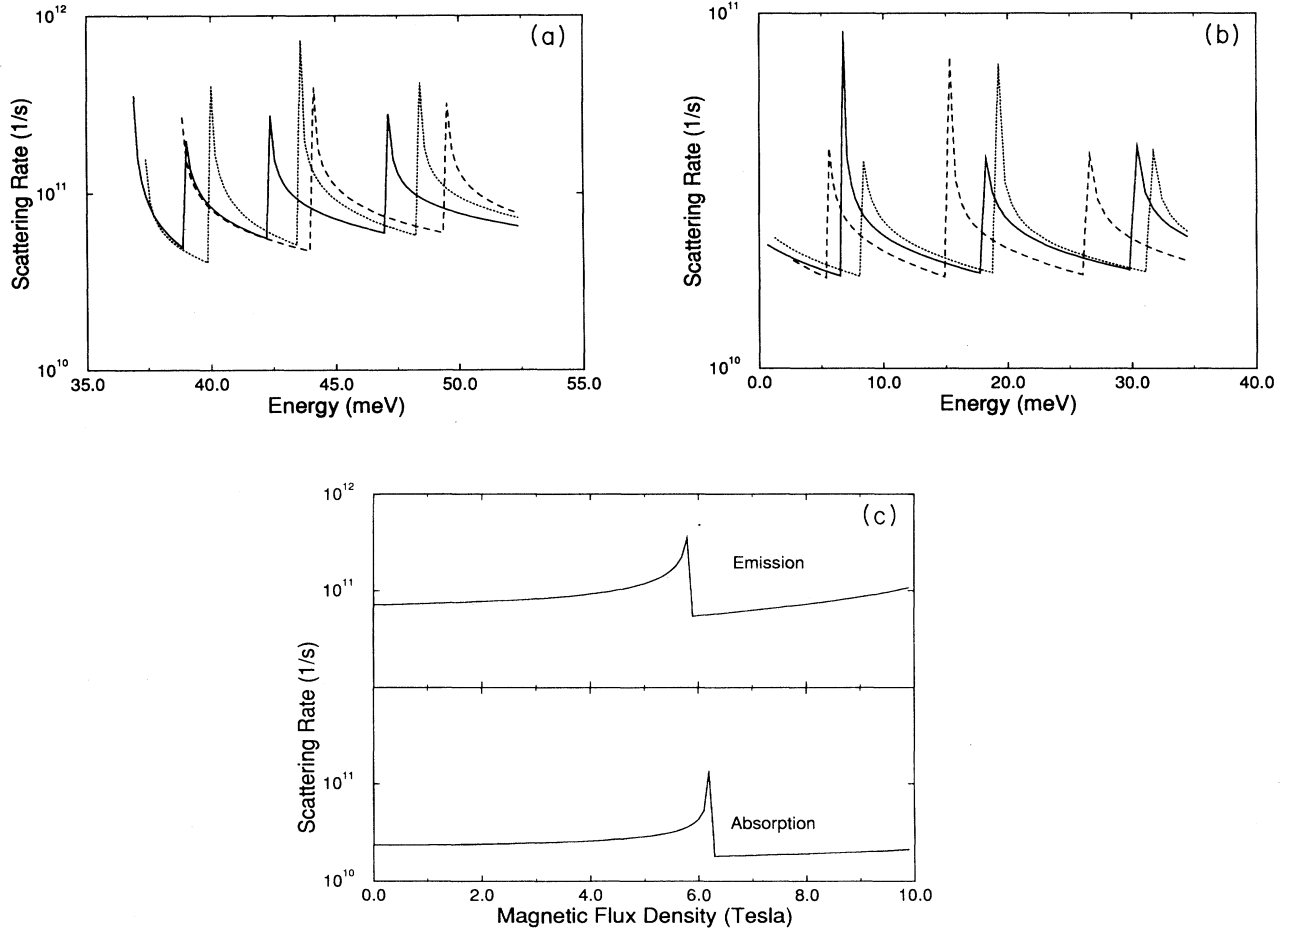 10^12
(a)
10^11
10^10
Scattering Rate (1/s)
35.0 40.0 45.0 50.0 55.0
Energy (meV)
10^11
(b)
10^10
Scattering Rate (1/s)
0.0 10.0 20.0 30.0 40.0
Energy (meV)
10^12
(c)
Emission
10^11
Scattering Rate (1/s)
10^11
Absorption
10^10
0.0 2.0 4.0 6.0 8.0 10.0
Magnetic Flux Density (Tesla)